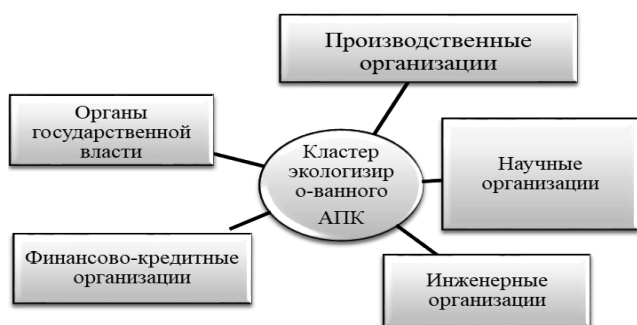 Производственные
организации
Органы
государственной
власти
Кластер
экологизир
о-ванного
АПК
Научные
организации
Финансово-кредитные
организации
Инженерные
организации